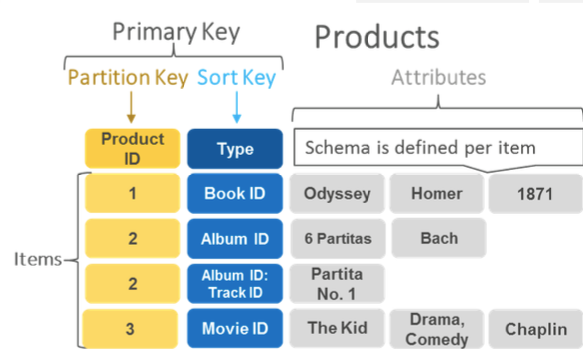 Primary Key
Products
Partition Key
Sort Key
Attributes
Product
ID
Type
Schema is defined per item
Items
1
Book ID
Odyssey
Homer
1871
2
Album ID
6 Partitas
Bach
2
Album ID:
Track ID
Partita
No. 1
3
Movie ID
The Kid
Drama,
Comedy
Chaplin